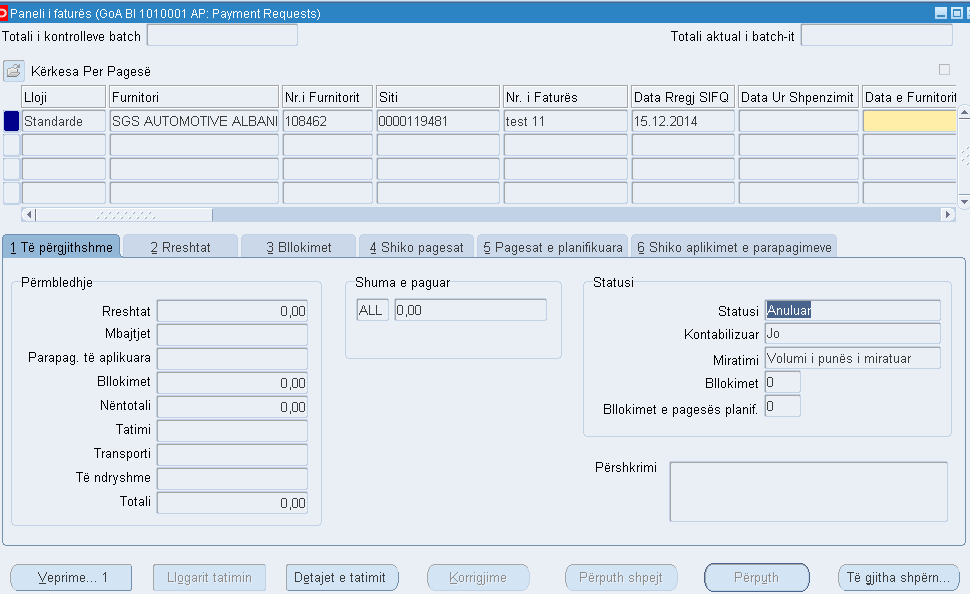 Paneli i faturës (GoA BI 1010001 AP: Payment Requests)
Totali i kontrolleve batch
Totali aktual i batch-it
Kërkesa Per Pagesë
Lloji Furnitori Nr.i Furnitorit Siti Nr. i Faturës Data Rregj SIFQ Data Ur Shpenzimit Data e Furnitorit
Standarde SGS AUTOMOTIVE ALBANI 108462 0000119481 test 11 15.12.2014
1 Të përgjithshme 2 Rreshtat 3 Bllokimet 4 Shiko pagesat 5 Pagesat e planifikuara 6 Shiko aplikimet e parapagimeve
Përmbledhje
Rreshtat 0,00
Mbajtjet
Parapag. të aplikuara
Bllokimet 0,00
Nëntotali 0,00
Tatimi
Transporti
Të ndryshme
Totali 0,00
Shuma e paguar
ALL 0,00
Statusi
Statusi Anuluar
Kontabilizuar Jo
Miratimi Volumi i punës i miratuar
Bllokimet 0
Bllokimet e pagesës planif. 0
Përshkrimi
Veprime... 1 Llogarit tatimin Detajet e tatimit Korrigjime Përputh shpejt Përputh Të gjitha shpërn...